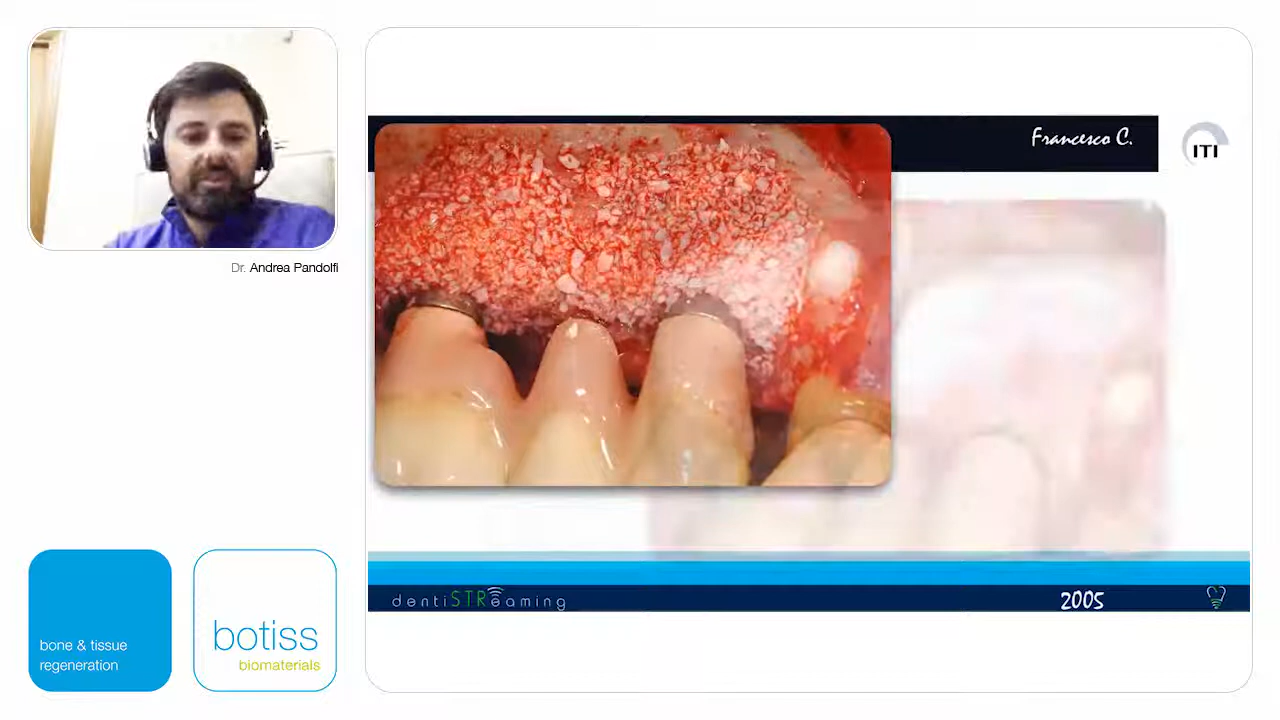 Dr. Andrea Pandolfi
Francesco C.
ITI
bone & tissue
regeneration
botiss
biomaterials
dentiSTReaming
2005